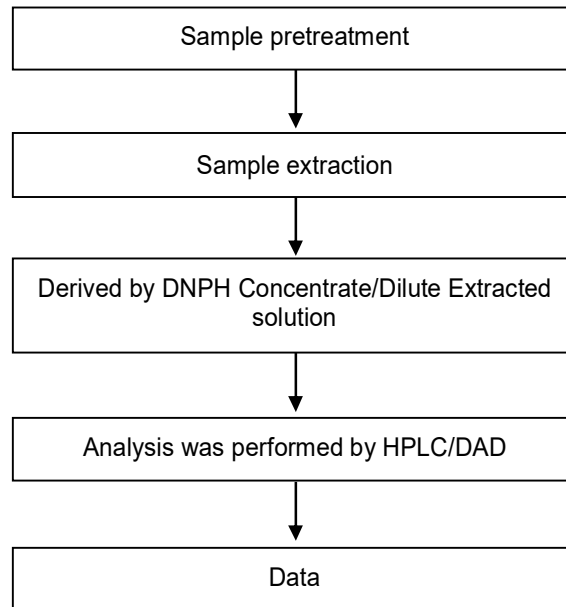 Sample pretreatment
Sample extraction
Derived by DNPH Concentrate/Dilute Extracted
solution
Analysis was performed by HPLC/DAD
Data